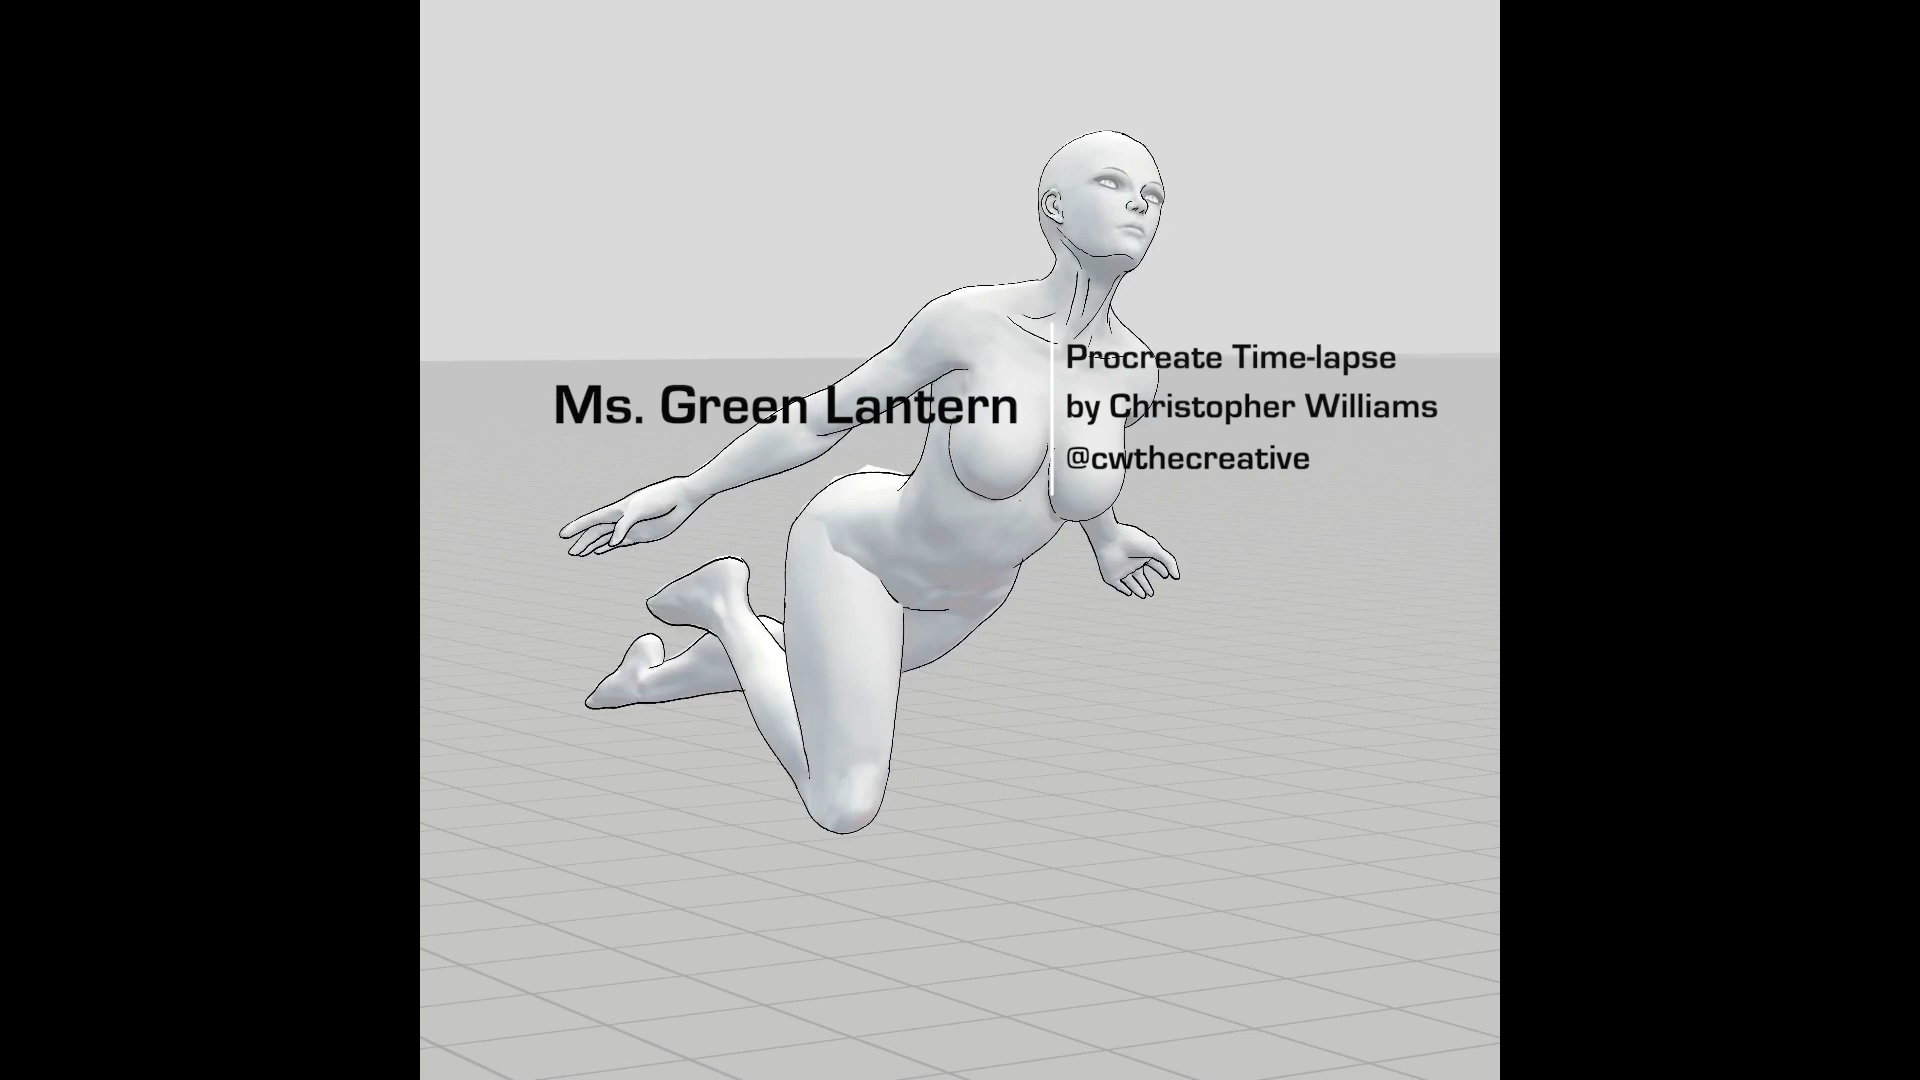 Ms. Green Lantern
Procreate Time-lapse
by Christopher Williams
@cwthecreative